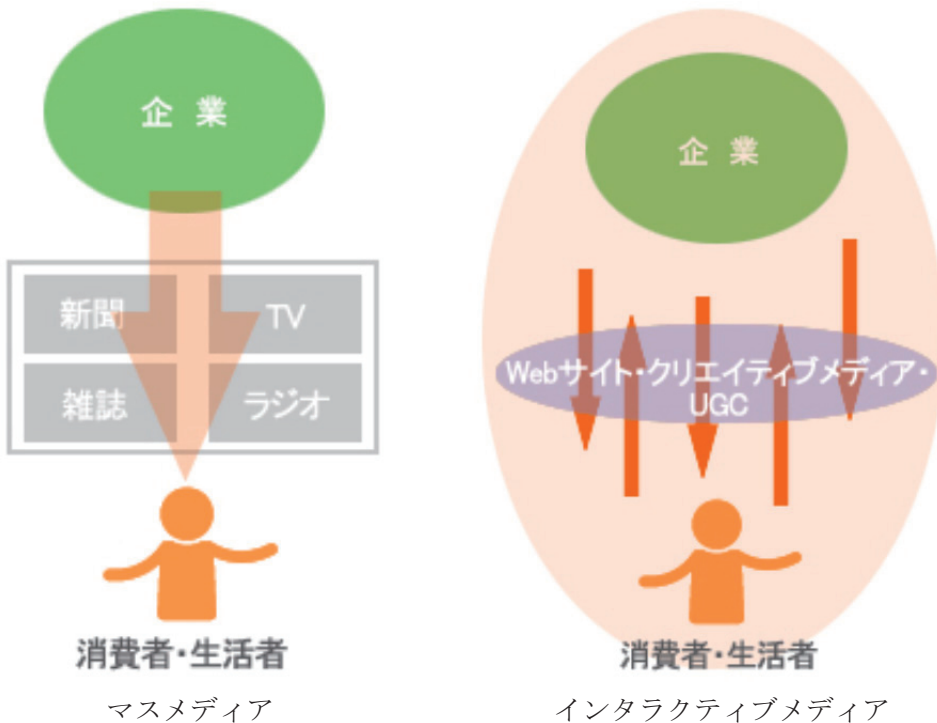 企 業
新聞
TV
雑誌
ラジオ
消費者・生活者
マスメディア
企 業
Webサイト・クリエイティブメディア・
UGC
消費者・生活者
インタラクティブメディア